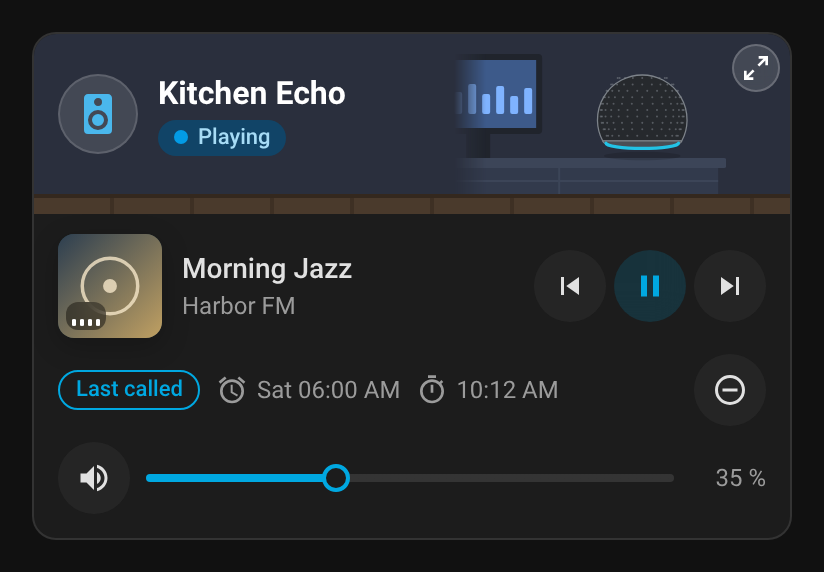 Kitchen Echo
Playing
Morning Jazz
Harbor FM
Last called Sat 06:00 AM 10:12 AM
35 %